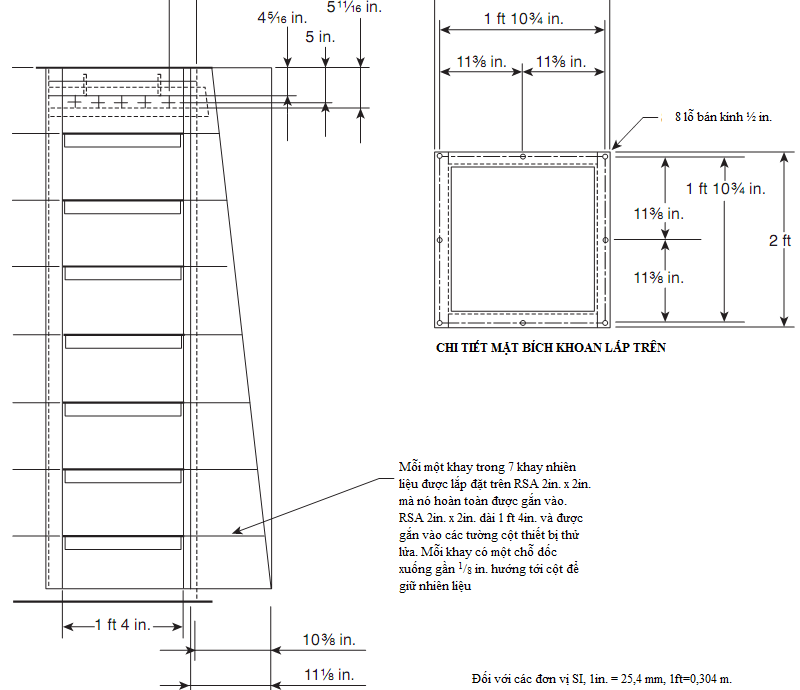 4 5⁄16 in.
5 11⁄16 in.
5 in.
1 ft 10¾ in.
11⅜ in.
11⅜ in.
8 lỗ bán kính ½ in.
1 ft 10¾ in.
11⅜ in.
2 ft
11⅜ in.
CHI TIẾT MẶT BÍCH KHOAN LẮP TRÊN
Mỗi một khay trong 7 khay nhiên
liệu được lắp đặt trên RSA 2in. x 2in.
mà nó hoàn toàn được gắn vào.
RSA 2in. x 2in. dài 1 ft 4in. và được
gắn vào các tường cột thiết bị thử
lửa. Mỗi khay có một chỗ dốc
xuống gần 1/8 in. hướng tới cột để
giữ nhiên liệu
1 ft 4 in.
10⅜ in.
11⅛ in.
Đối với các đơn vị SI, 1in. = 25,4 mm, 1ft=0,304 m.